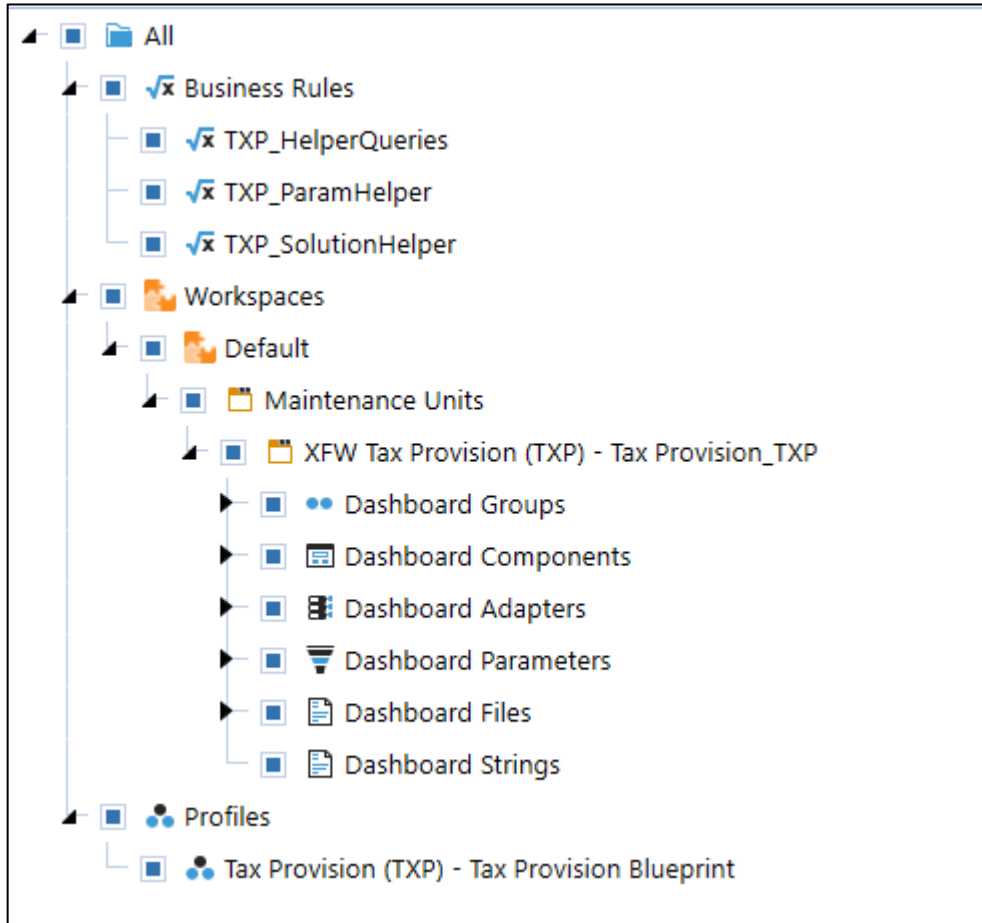 All
√x Business Rules
√x TXP_HelperQueries
√x TXP_ParamHelper
√x TXP_SolutionHelper
Workspaces
Default
Maintenance Units
XFW Tax Provision (TXP) - Tax Provision_TXP
Dashboard Groups
Dashboard Components
Dashboard Adapters
Dashboard Parameters
Dashboard Files
Dashboard Strings
Profiles
Tax Provision (TXP) - Tax Provision Blueprint